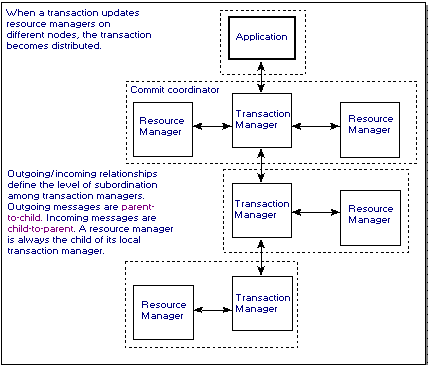 When a transaction updates
resource managers on
different nodes, the transaction
becomes distributed.
Application
Commit coordinator
Resource
Manager
Transaction
Manager
Resource
Manager
Outgoing/incoming relationships
define the level of subordination
among transaction managers.
Outgoing messages are parent-
to-child. Incoming messages are
child-to-parent. A resource manager
is always the child of its local
transaction manager.
Transaction
Manager
Resource
Manager
Resource
Manager
Transaction
Manager